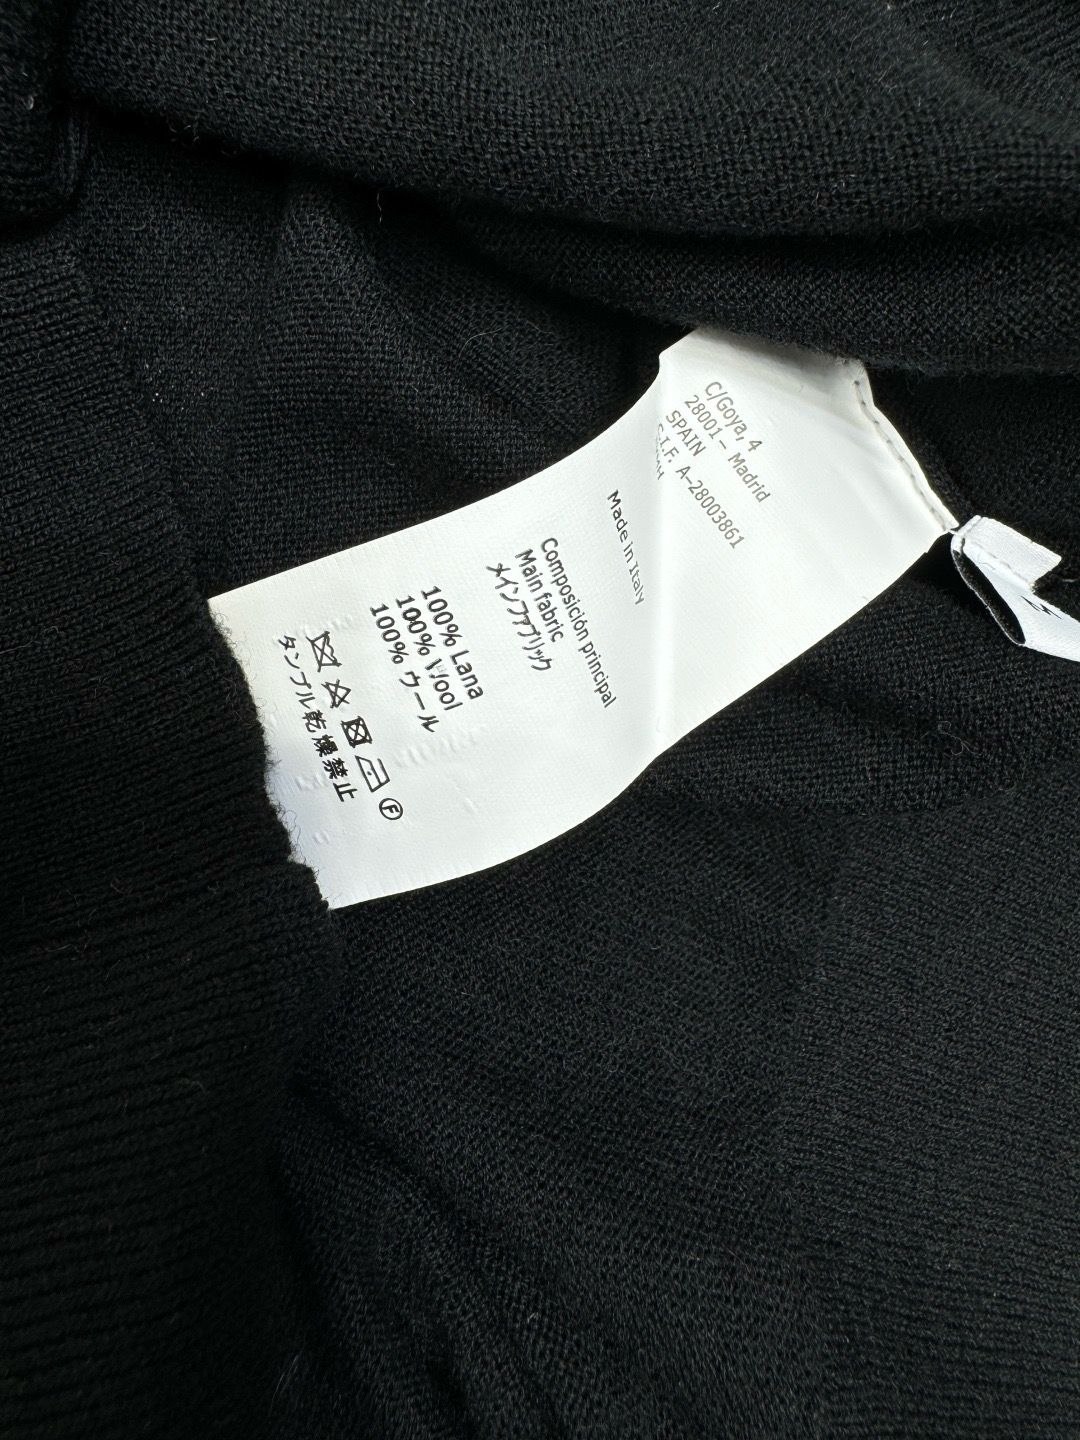 C/Goya, 4
28001 - Madrid
SPAIN
C.I.F. A-28003861
Made in Italy
Composición principal
Main fabric
メインファブリック
100% Lana
100% Wool
100% ウール
F
タンブル乾燥禁止